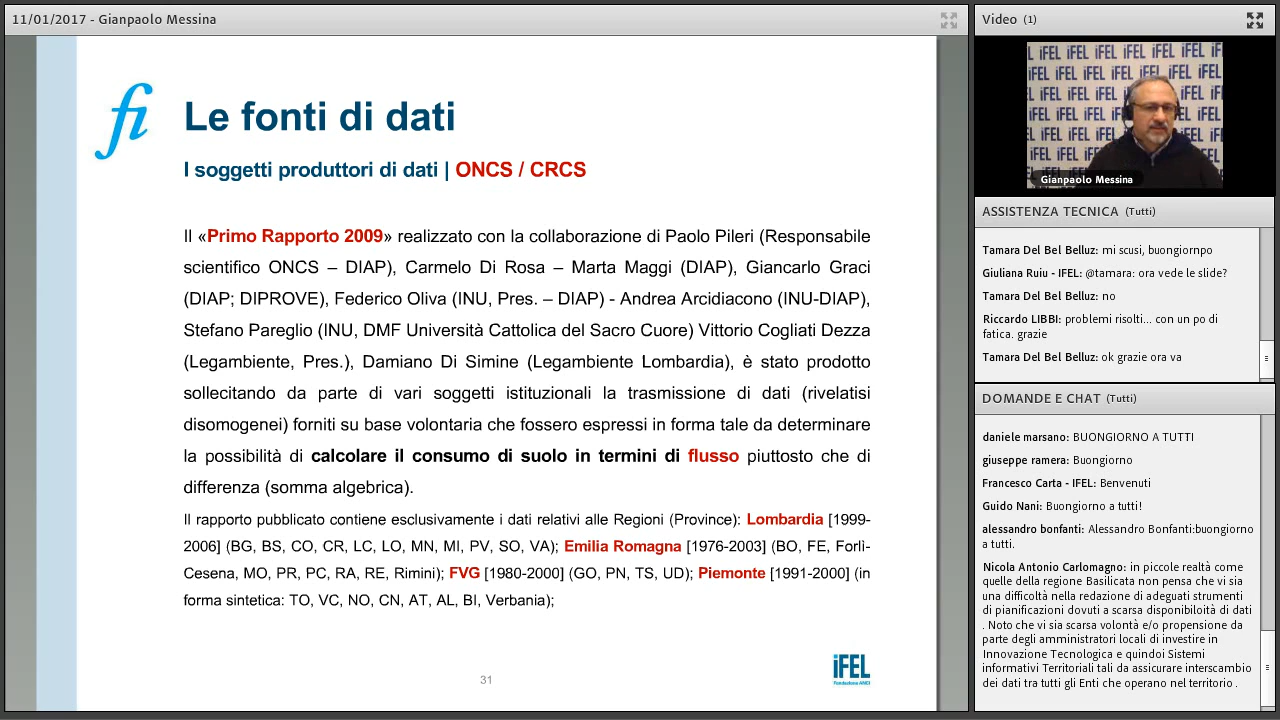 11/01/2017 - Gianpaolo Messina
fi
Le fonti di dati
I soggetti produttori di dati | ONCS / CRCS
Il «Primo Rapporto 2009» realizzato con la collaborazione di Paolo Pileri (Responsabile
scientifico ONCS – DIAP), Carmelo Di Rosa – Marta Maggi (DIAP), Giancarlo Graci
(DIAP; DIPROVE), Federico Oliva (INU, Pres. – DIAP) - Andrea Arcidiacono (INU-DIAP),
Stefano Pareglio (INU, DMF Università Cattolica del Sacro Cuore) Vittorio Cogliati Dezza
(Legambiente, Pres.), Damiano Di Simine (Legambiente Lombardia), è stato prodotto
sollecitando da parte di vari soggetti istituzionali la trasmissione di dati (rivelatisi
disomogenei) forniti su base volontaria che fossero espressi in forma tale da determinare
la possibilità di calcolare il consumo di suolo in termini di flusso piuttosto che di
differenza (somma algebrica).
Il rapporto pubblicato contiene esclusivamente i dati relativi alle Regioni (Province): Lombardia [1999-
2006] (BG, BS, CO, CR, LC, LO, MN, MI, PV, SO, VA); Emilia Romagna [1976-2003] (BO, FE, Forlì-
Cesena, MO, PR, PC, RA, RE, Rimini); FVG [1980-2000] (GO, PN, TS, UD); Piemonte [1991-2000] (in
forma sintetica: TO, VC, NO, CN, AT, AL, BI, Verbania);
31
iFEL
Fondazione ANCI
Video (1)
iFEL iFEL iFEL iFEL
Gianpaolo Messina
ASSISTENZA TECNICA (Tutti)
Tamara Del Bel Belluz: mi scusi, buongiornpo
Giuliana Ruiu - IFEL: @tamara: ora vede le slide?
Tamara Del Bel Belluz: no
Riccardo LIBBI: problemi risolti... con un po di
fatica. grazie
Tamara Del Bel Belluz: ok grazie ora va
DOMANDE E CHAT (Tutti)
daniele marsano: BUONGIORNO A TUTTI
giuseppe ramera: Buongiorno
Francesco Carta - IFEL: Benvenuti
Guido Nani: Buongiorno a tutti!
alessandro bonfanti: Alessandro Bonfanti:buongiorno
a tutti.
Nicola Antonio Carlomagno: in piccole realtà come
quelle della regione Basilicata non pensa che vi sia
una difficoltà nella redazione di adeguati strumenti
di pianificazioni dovuti a scarsa disponibiloità di dati
. Noto che vi sia scarsa volontà e/o propensione da
parte degli amministratori locali di investire in
Innovazione Tecnologica e quindoi Sistemi
informativi Territoriali tali da assicurare interscambio
dei dati tra tutti gli Enti che operano nel territorio .